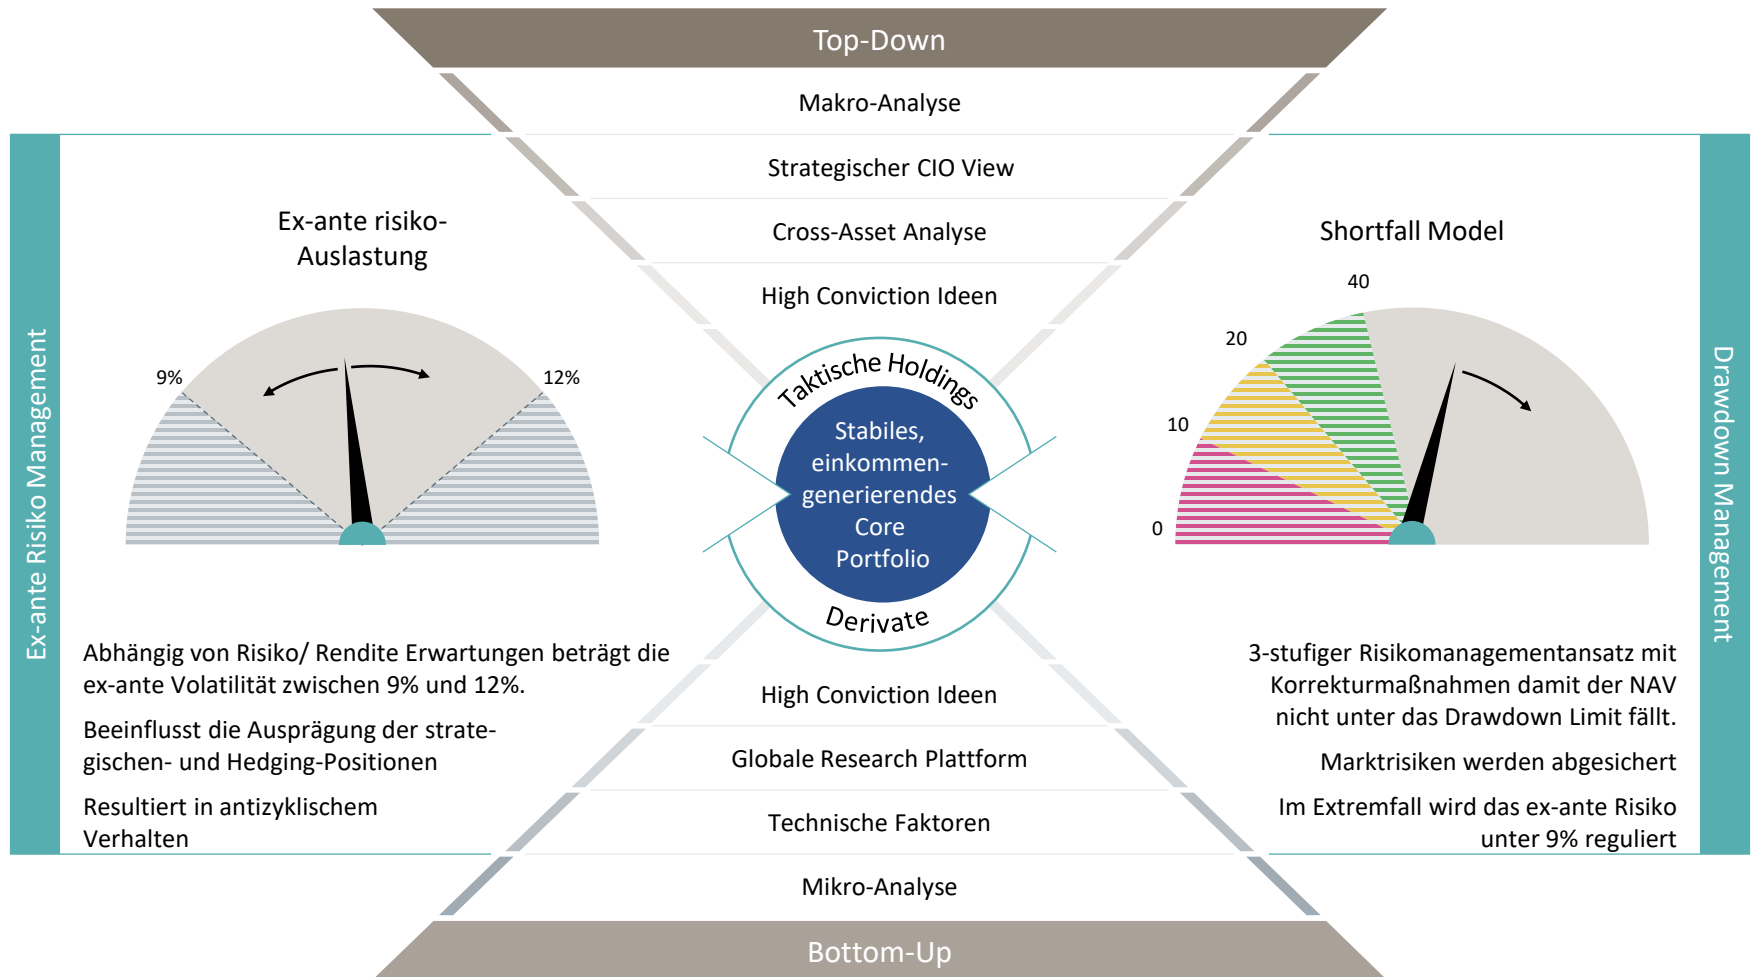 Top-Down
Makro-Analyse
Strategischer CIO View
Cross-Asset Analyse
High Conviction Ideen
Ex-ante Risiko Management
Ex-ante risiko-
Auslastung
9%
12%
Abhängig von Risiko/ Rendite Erwartungen beträgt die
ex-ante Volatilität zwischen 9% und 12%.
Beeinflusst die Ausprägung der strate-
gischen- und Hedging-Positionen
Resultiert in antizyklischem
Verhalten
Taktische Holdings
Stabiles,
einkommen-
generierendes
Core
Portfolio
Derivate
High Conviction Ideen
Globale Research Plattform
Technische Faktoren
Mikro-Analyse
Bottom-Up
Shortfall Model
40
20
10
0
3-stufiger Risikomanagementansatz mit
Korrekturmaßnahmen damit der NAV
nicht unter das Drawdown Limit fällt.
Marktrisiken werden abgesichert
Im Extremfall wird das ex-ante Risiko
unter 9% reguliert
Drawdown Management